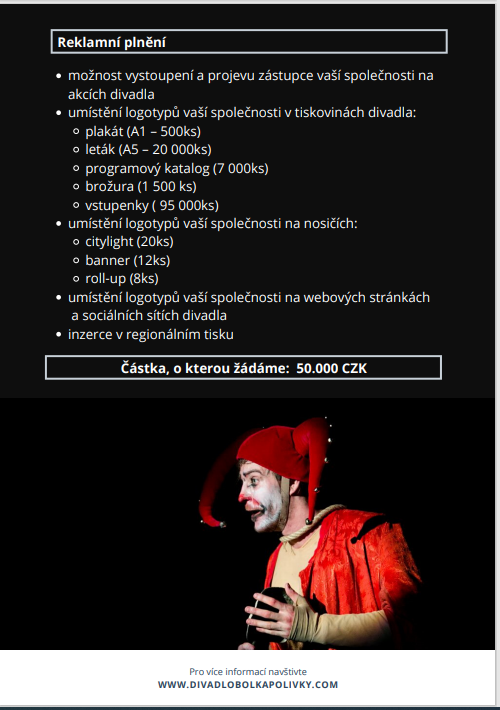 Reklamní plnění
• možnost vystoupení a projevu zástupce vaší společnosti na
akcích divadla
• umístění logotypů vaší společnosti v tiskovinách divadla:
◦ plakát (A1 – 500ks)
◦ leták (A5 – 20 000ks)
◦ programový katalog (7 000ks)
◦ brožura (1 500 ks)
◦ vstupenky ( 95 000ks)
• umístění logotypů vaší společnosti na nosičích:
◦ citylight (20ks)
◦ banner (12ks)
◦ roll-up (8ks)
• umístění logotypů vaší společnosti na webových stránkách
a sociálních sítích divadla
• inzerce v regionálním tisku
Částka, o kterou žádáme: 50.000 CZK
Pro více informací navštivte
WWW.DIVADLOBOLKAPOLIVKY.COM